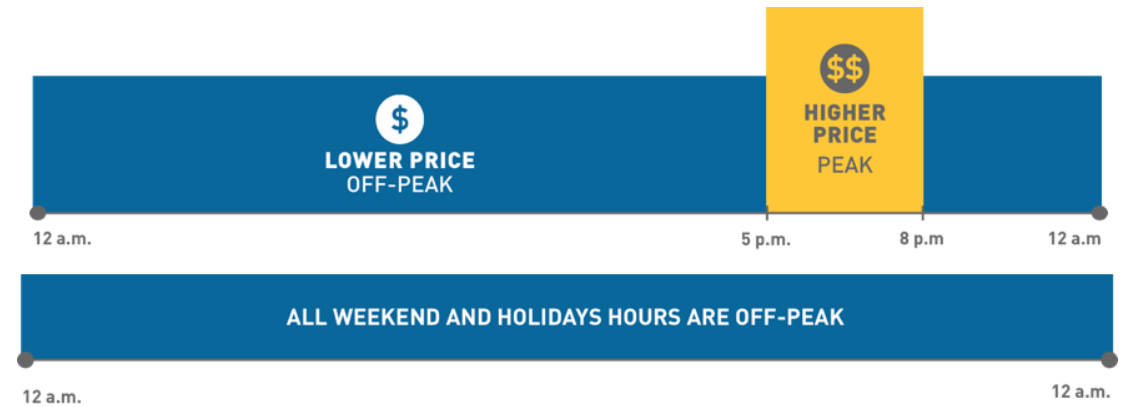 $$
HIGHER
PRICE
PEAK
$
LOWER PRICE
OFF-PEAK
12 a.m.
5 p.m.
8 p.m
12 a.m
ALL WEEKEND AND HOLIDAYS HOURS ARE OFF-PEAK
12 a.m.
12 a.m.